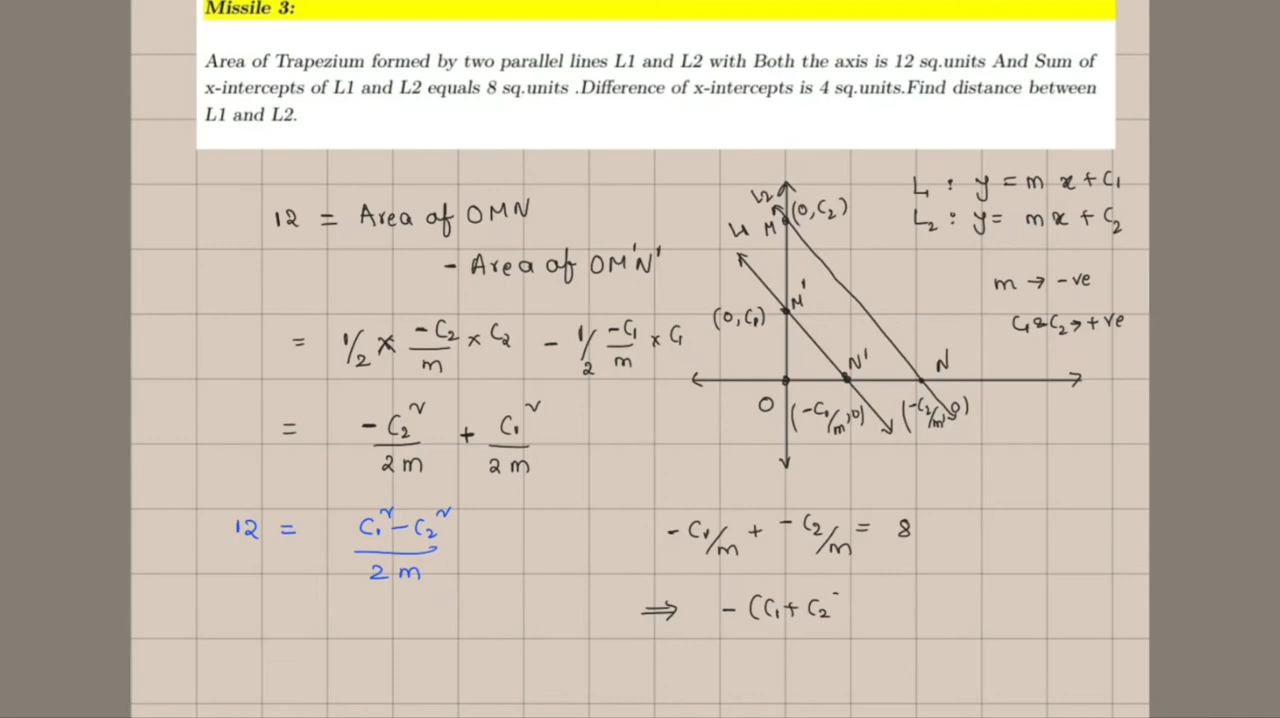 Missile 3:
Area of Trapezium formed by two parallel lines L1 and L2 with Both the axis is 12 sq.units And Sum of
x-intercepts of L1 and L2 equals 8 sq.units .Difference of x-intercepts is 4 sq.units.Find distance between
L1 and L2.
12 = Area of OMN
- Area of OM'N'
= 1/2 × -C2/m × C2 - 1/2 -C1/m × C1
= -C2²/2m + C1²/2m
12 = C1²-C2²/2m
L2
(0,C2)
L1
M
M'
(0,C1)
N'
N
O
(-C1/m,0)
(-C2/m,0)
L1 : y = m x + C1
L2 : y = mx + C2
m → -ve
C1&C2→ +ve
-C1/m + -C2/m = 8
⇒ - (C1+ C2